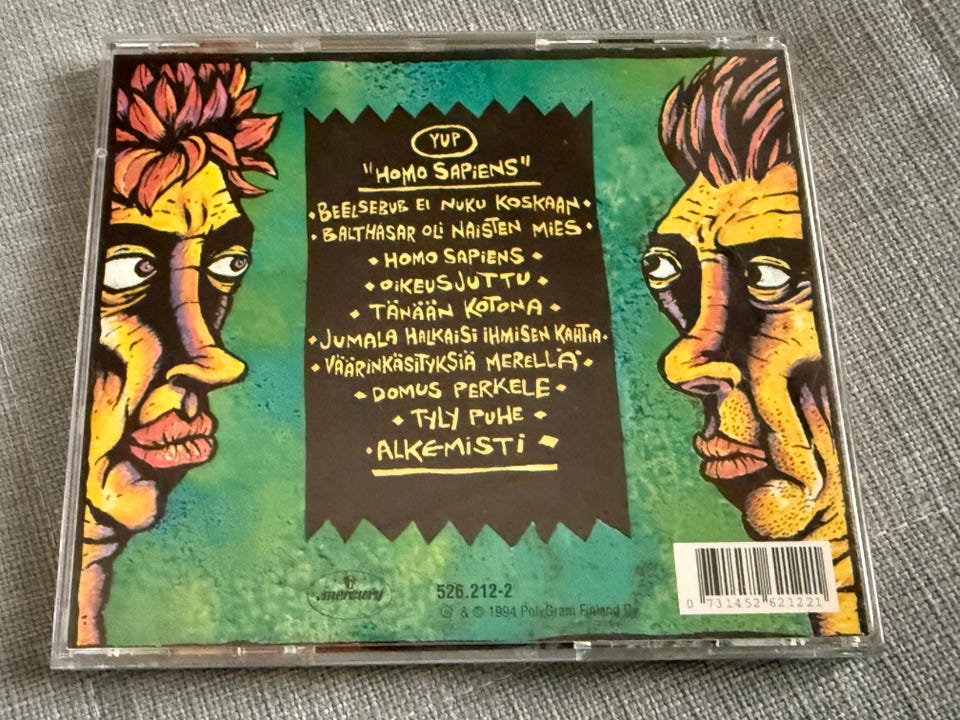 YUP
"HOMO SAPIENS"
BEELSEBUB EI NUKU KOSKAAN
BALTHASAR OLI NAISTEN MIES
HOMO SAPIENS
OIKEUSJUTTU
TÄNÄÄN KOTONA
JUMALA HALKAISI IHMISEN KAHTIA
VÄÄRINKÄSITYKSIÄ MERELLÄ
DOMUS PERKELE
TYLY PUHE
ALKEMISTI
mercury
526.212-2
℗ & © 1994 PolyGram Finland Oy
0 731452 621221